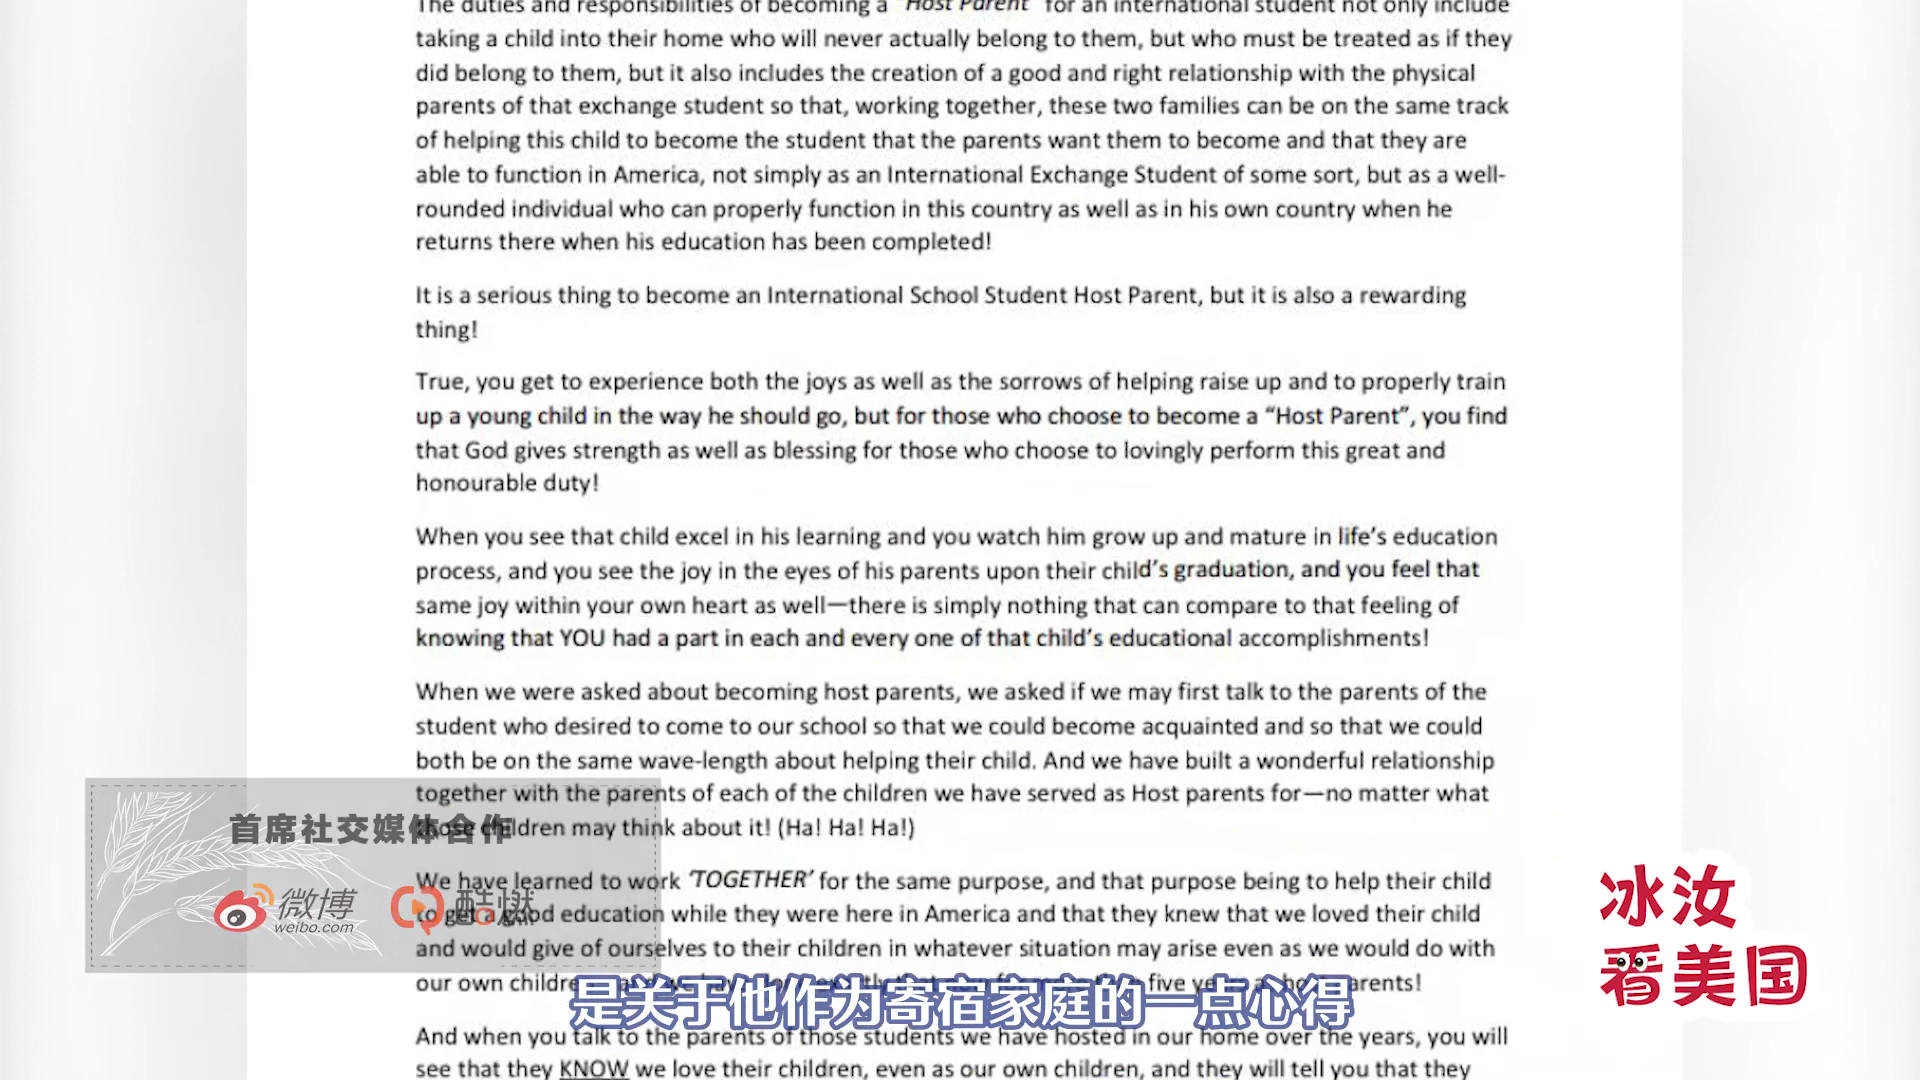 The duties and responsibilities of becoming a "Host Parent" for an international student not only include
taking a child into their home who will never actually belong to them, but who must be treated as if they
did belong to them, but it also includes the creation of a good and right relationship with the physical
parents of that exchange student so that, working together, these two families can be on the same track
of helping this child to become the student that the parents want them to become and that they are
able to function in America, not simply as an International Exchange Student of some sort, but as a well-
rounded individual who can properly function in this country as well as in his own country when he
returns there when his education has been completed!
It is a serious thing to become an International School Student Host Parent, but it is also a rewarding
thing!
True, you get to experience both the joys as well as the sorrows of helping raise up and to properly train
up a young child in the way he should go, but for those who choose to become a “Host Parent”, you find
that God gives strength as well as blessing for those who choose to lovingly perform this great and
honourable duty!
When you see that child excel in his learning and you watch him grow up and mature in life’s education
process, and you see the joy in the eyes of his parents upon their child’s graduation, and you feel that
same joy within your own heart as well—there is simply nothing that can compare to that feeling of
knowing that YOU had a part in each and every one of that child’s educational accomplishments!
When we were asked about becoming host parents, we asked if we may first talk to the parents of the
student who desired to come to our school so that we could become acquainted and so that we could
both be on the same wave-length about helping their child. And we have built a wonderful relationship
together with the parents of each of the children we have served as Host parents for—no matter what
those children may think about it! (Ha! Ha! Ha!)
We have learned to work ‘TOGETHER’ for the same purpose, and that purpose being to help their child
to get a good education while they were here in America and that they knew that we loved their child
and would give of ourselves to their children in whatever situation may arise even as we would do with
our own children five years parents!
And when you talk to the parents of those students we have hosted in our home over the years, you will
see that they KNOW we love their children, even as our own children, and they will tell you that they
首席社交媒体合作
微博
weibo.com
酷燃
冰汝
看美国
是关于他作为寄宿家庭的一点心得